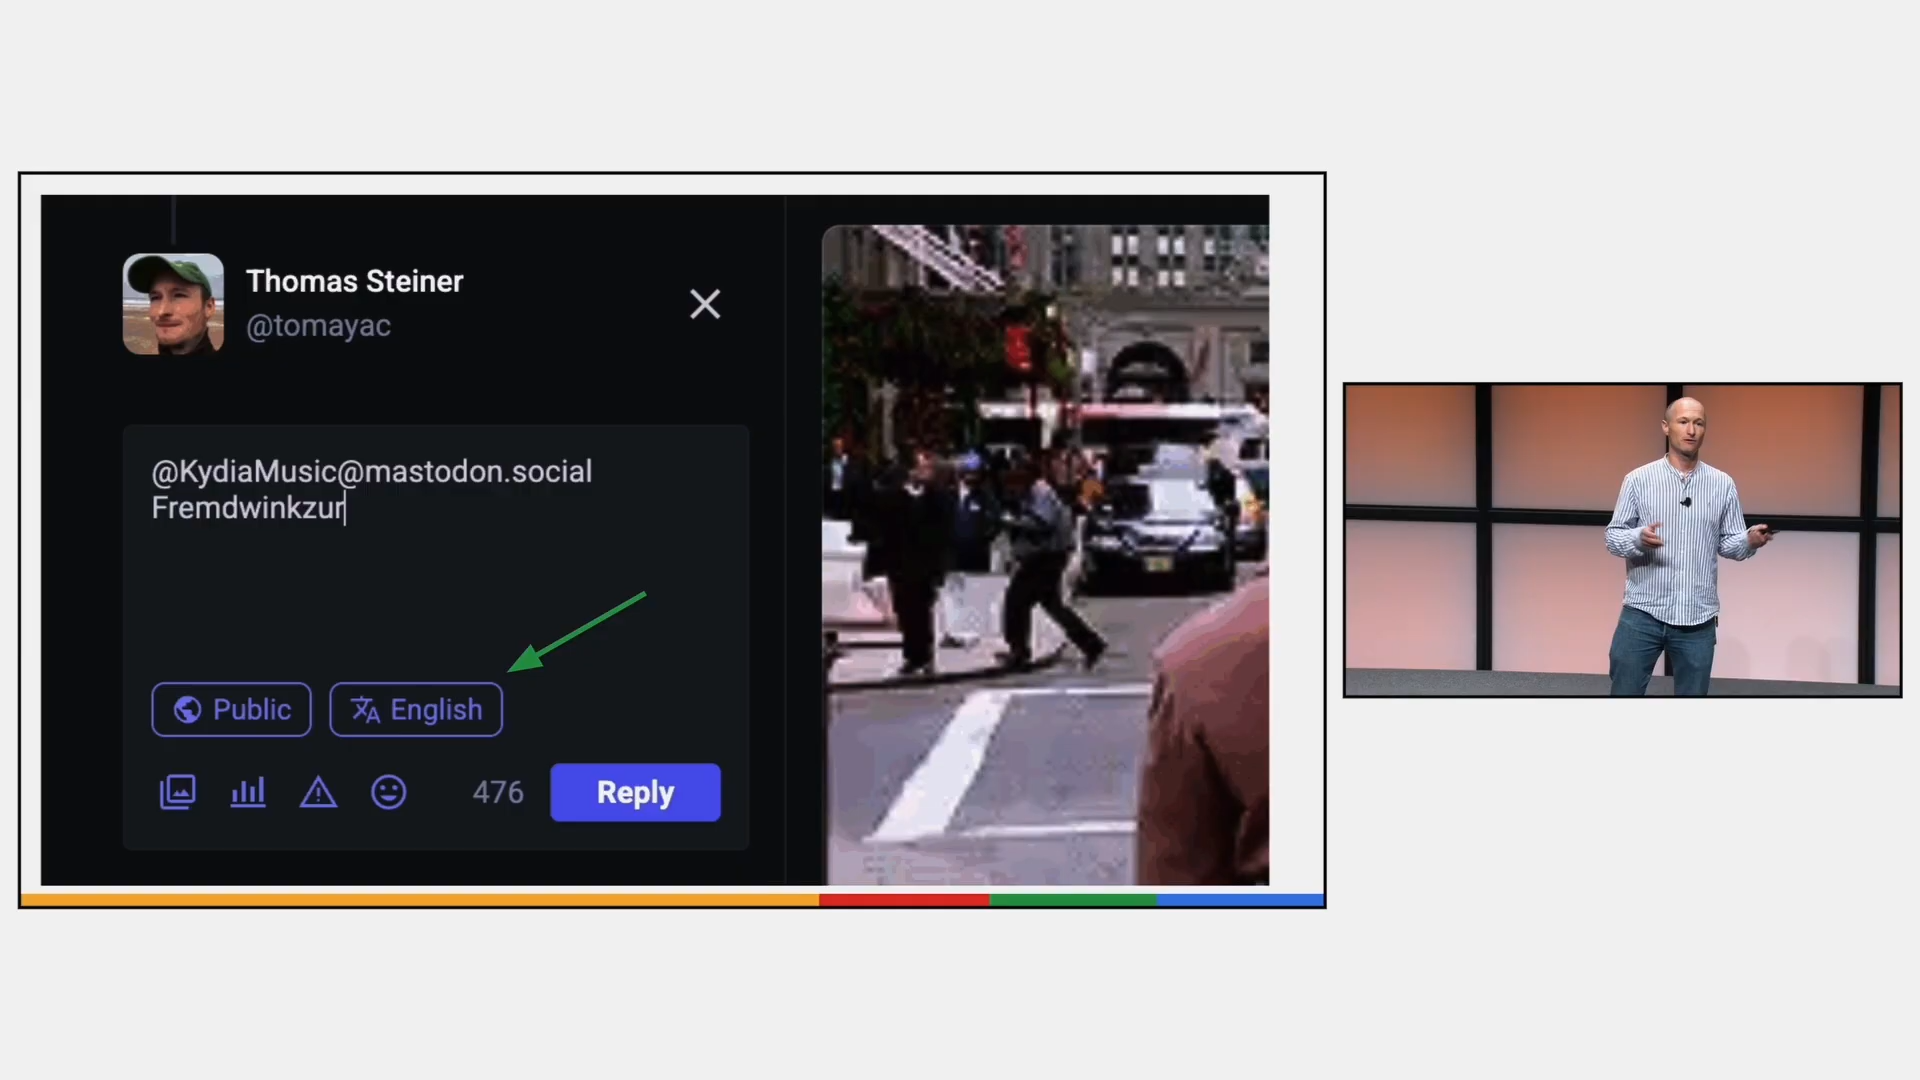 Thomas Steiner
@tomayac
@KydiaMusic@mastodon.social
Fremdwinkzur
Public
English
476
Reply